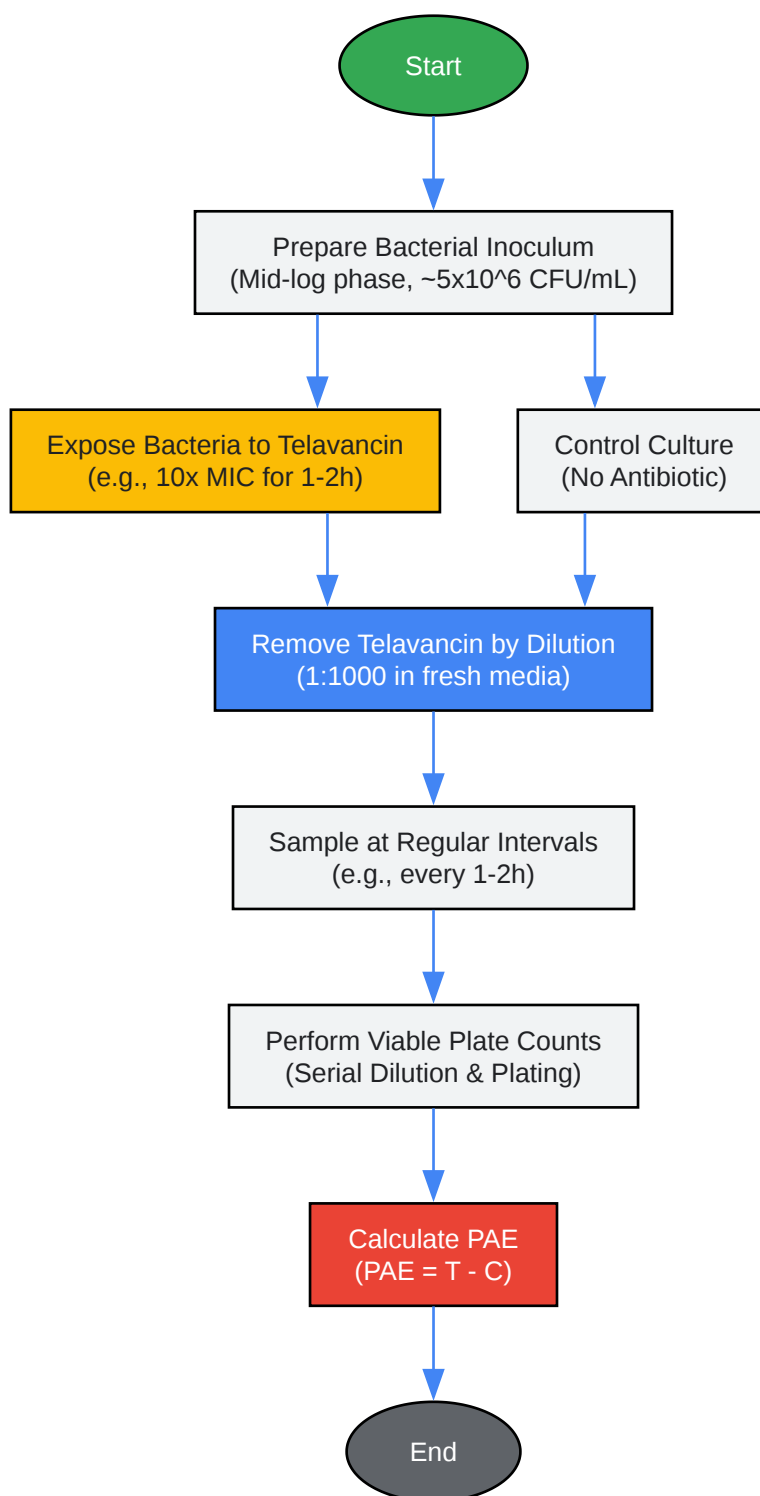 Start
Prepare Bacterial Inoculum
(Mid-log phase, ~5x10^6 CFU/mL)
Expose Bacteria to Telavancin
(e.g., 10x MIC for 1-2h)
Control Culture
(No Antibiotic)
Remove Telavancin by Dilution
(1:1000 in fresh media)
Sample at Regular Intervals
(e.g., every 1-2h)
Perform Viable Plate Counts
(Serial Dilution & Plating)
Calculate PAE
(PAE = T - C)
End